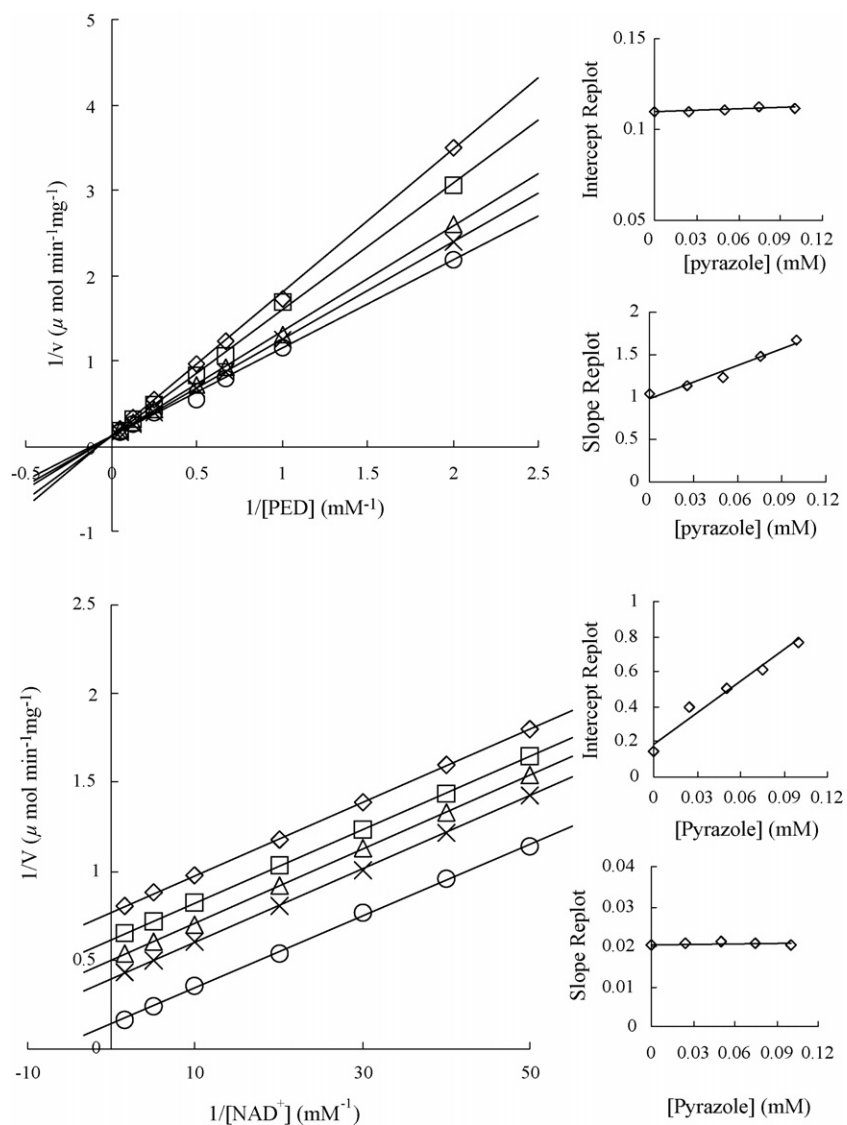 5
4
3
2
1
-1
1/v (µ mol min-1mg-1)
-0.5 0 0.5 1 1.5 2 2.5
1/[PED] (mM-1)
0.15
0.1
0.05
Intercept Replot
0 0.03 0.06 0.09 0.12
[pyrazole] (mM)
2
1.5
1
0.5
0
Slope Replot
0 0.03 0.06 0.09 0.12
[pyrazole] (mM)
2.5
2
1.5
1
0.5
0
1/V (µ mol min-1mg-1)
-10 10 30 50
1/[NAD+] (mM-1)
1
0.8
0.6
0.4
0.2
0
Intercept Replot
0 0.03 0.06 0.09 0.12
[Pyrazole] (mM)
0.04
0.03
0.02
0.01
0
Slope Replot
0 0.03 0.06 0.09 0.12
[Pyrazole] (mM)